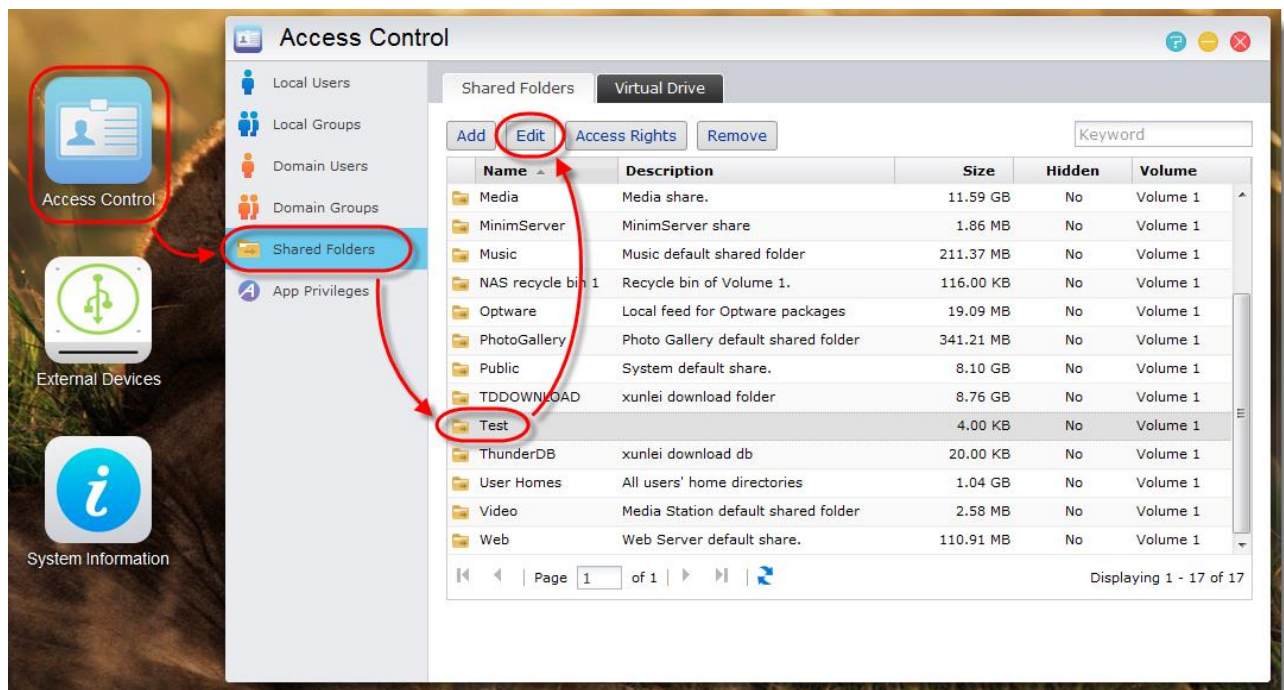 Access Control
Access Control
External Devices
System Information
Local Users
Local Groups
Domain Users
Domain Groups
Shared Folders
App Privileges
Shared Folders Virtual Drive
Add Edit Access Rights Remove Keyword
Name Description Size Hidden Volume
Media Media share. 11.59 GB No Volume 1
MinimServer MinimServer share 1.86 MB No Volume 1
Music Music default shared folder 211.37 MB No Volume 1
NAS recycle bin 1 Recycle bin of Volume 1. 116.00 KB No Volume 1
Optware Local feed for Optware packages 19.09 MB No Volume 1
PhotoGallery Photo Gallery default shared folder 341.21 MB No Volume 1
Public System default share. 8.10 GB No Volume 1
TDDOWNLOAD xunlei download folder 8.76 GB No Volume 1
Test 4.00 KB No Volume 1
ThunderDB xunlei download db 20.00 KB No Volume 1
User Homes All users' home directories 1.04 GB No Volume 1
Video Media Station default shared folder 2.58 MB No Volume 1
Web Web Server default share. 110.91 MB No Volume 1
Page 1 of 1 Displaying 1 - 17 of 17